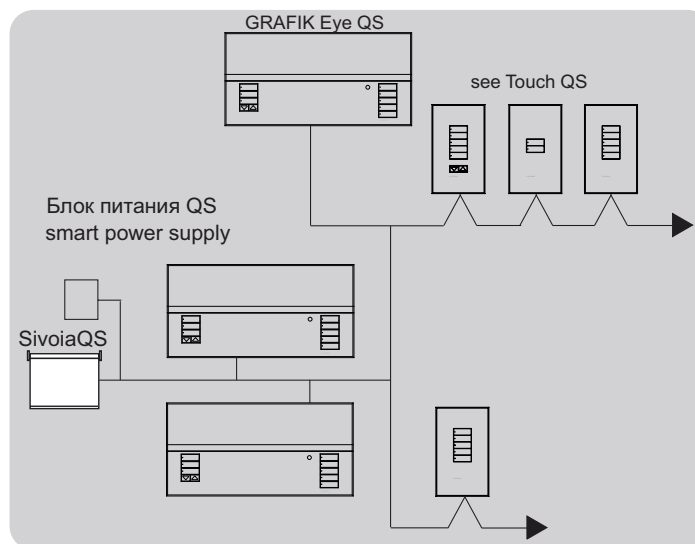 GRAFIK Eye QS
see Touch QS
Блок питания QS
smart power supply
SivoiaQS